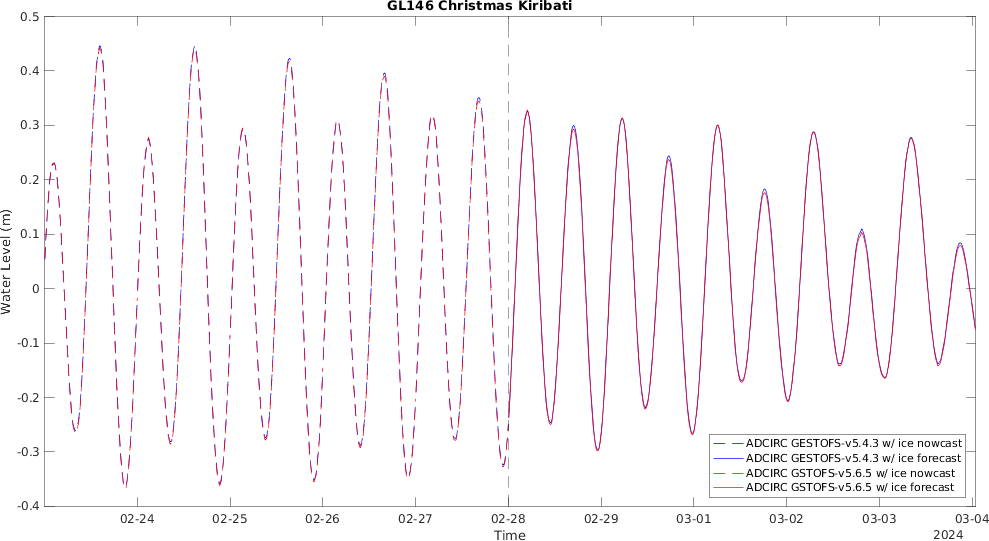 GL146 Christmas Kiribati
0.5
0.4
0.3
0.2
0.1
0
-0.1
-0.2
-0.3
-0.4
Water Level (m)
ADCIRC GESTOFS-v5.4.3 w/ ice nowcast
ADCIRC GESTOFS-v5.4.3 w/ ice forecast
ADCIRC GSTOFS-v5.6.5 w/ ice nowcast
ADCIRC GSTOFS-v5.6.5 w/ ice forecast
02-24 02-25 02-26 02-27 02-28 02-29 03-01 03-02 03-03 03-04
Time
2024